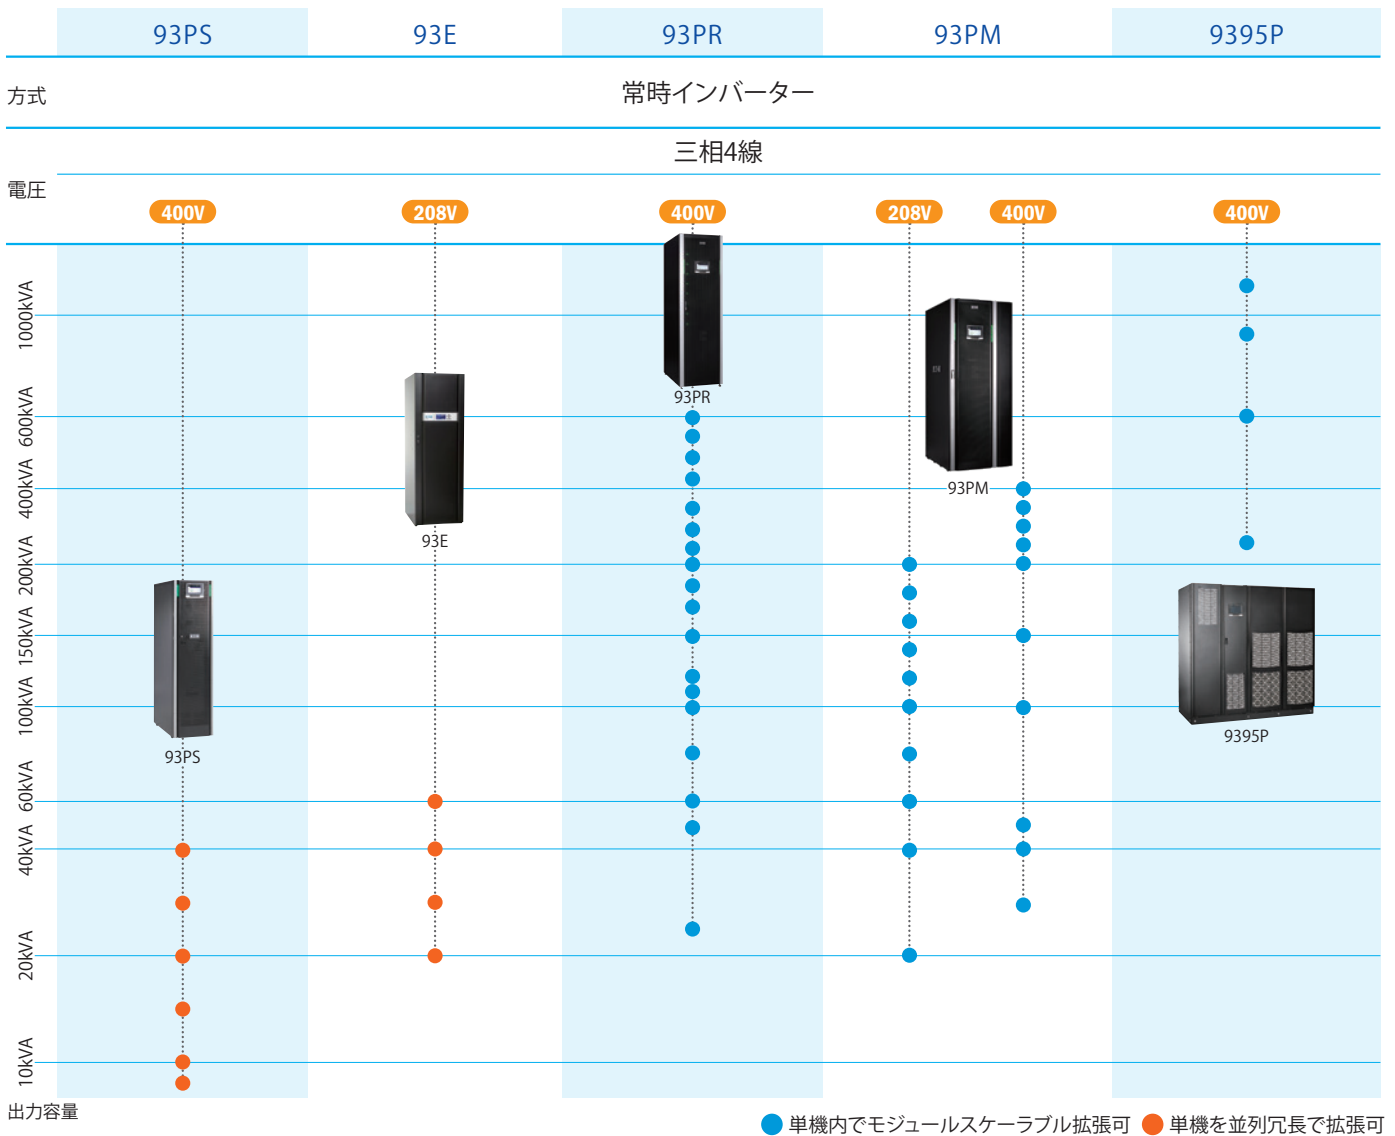 93PS 93E 93PR 93PM 9395P
方式 常時インバーター
三相4線
電圧
400V 208V 400V 208V 400V 400V
1000kVA
93PR
600kVA
400kVA
93PM
93E
200kVA
150kVA
100kVA
9395P
93PS
60kVA
40kVA
20kVA
10kVA
出力容量
単機内でモジュールスケーラブル拡張可 単機を並列冗長で拡張可